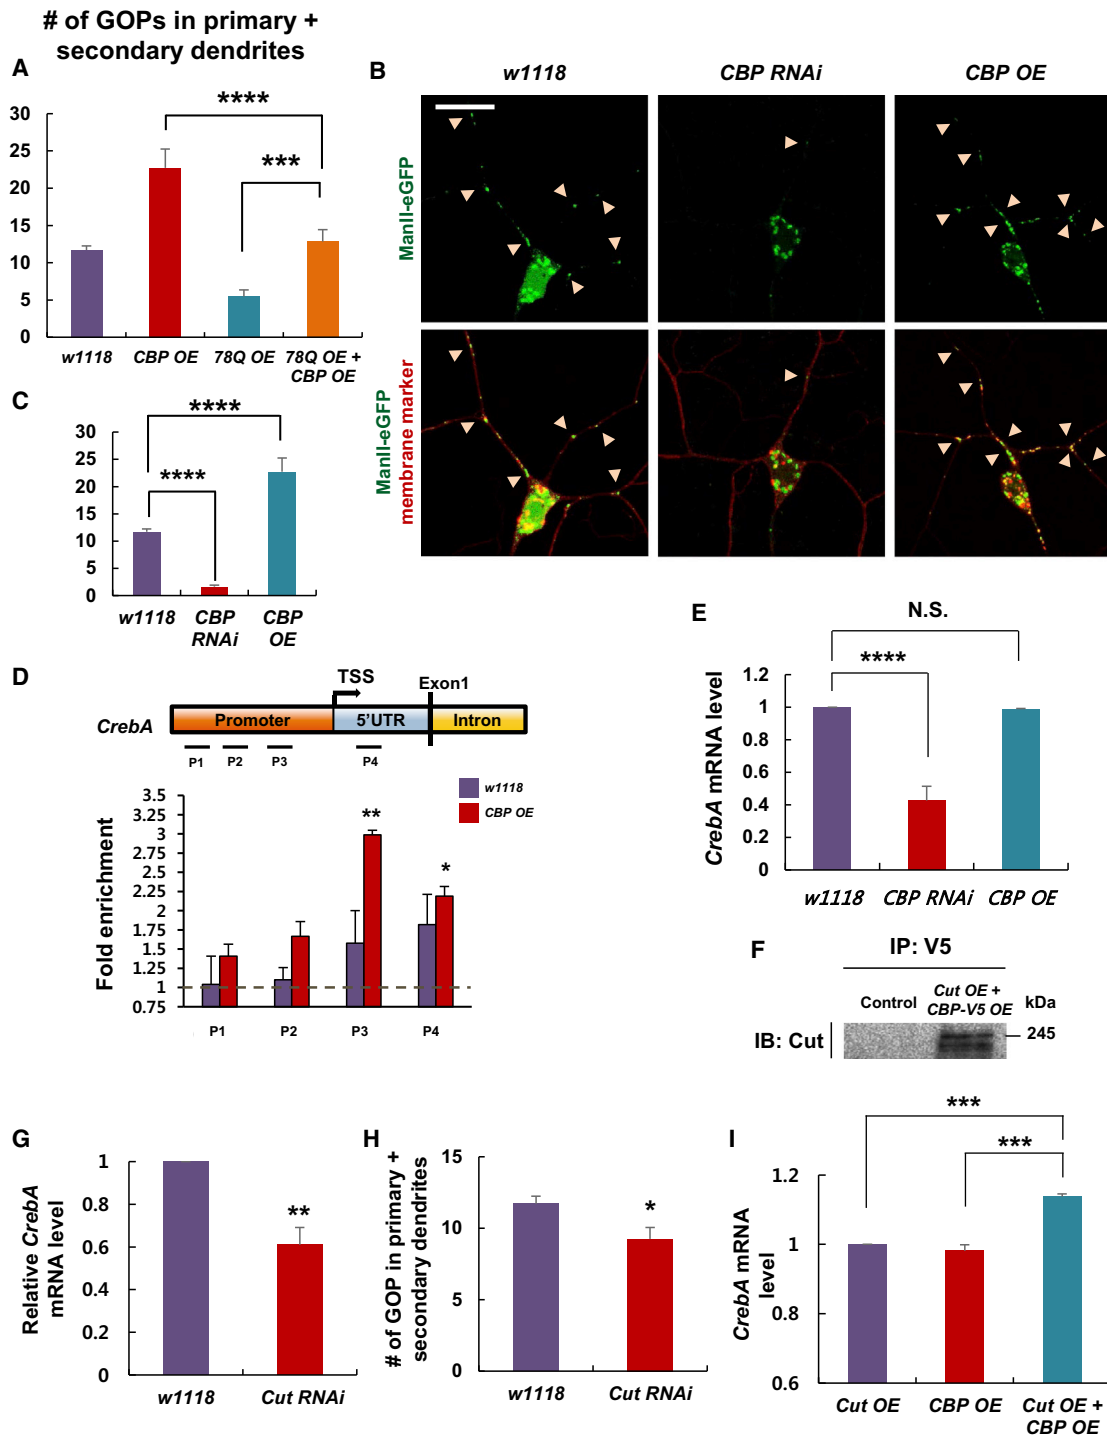 # of GOPs in primary +
secondary dendrites
A
****
***
30
25
20
15
10
5
0
w1118
CBP OE
78Q OE
78Q OE +
CBP OE
B
w1118
CBP RNAi
CBP OE
ManII-eGFP
ManII-eGFP
membrane marker
C
****
****
30
25
20
15
10
5
0
w1118
CBP
RNAi
CBP
OE
D
TSS
Exon1
CrebA
Promoter
5'UTR
Intron
P1
P2
P3
P4
w1118
CBP OE
Fold enrichment
3.5
3.25
3
2.75
2.5
2.25
2
1.75
1.5
1.25
1
0.75
**
*
P1
P2
P3
P4
E
N.S.
****
CrebA mRNA level
1.2
1
0.8
0.6
0.4
0.2
0
w1118
CBP RNAi
CBP OE
F
IP: V5
Control
Cut OE +
CBP-V5 OE
kDa
IB: Cut
245
G
Relative CrebA
mRNA level
1
0.8
0.6
0.4
0.2
0
**
w1118
Cut RNAi
H
# of GOP in primary +
secondary dendrites
15
10
5
0
*
w1118
Cut RNAi
I
***
***
CrebA mRNA
level
1.2
1
0.8
0.6
Cut OE
CBP OE
Cut OE +
CBP OE